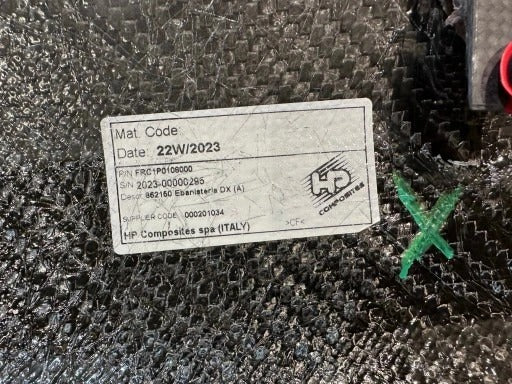 Mat. Code
Date: 22W/2023
P/N FRC1P0106000
S/N 2023-00000295
Descr 862160 Ebanisteria DX (A)
SUPPLIER CODE 000201034
HP Composites spa (ITALY)
>CF<
HP
COMPOSITES